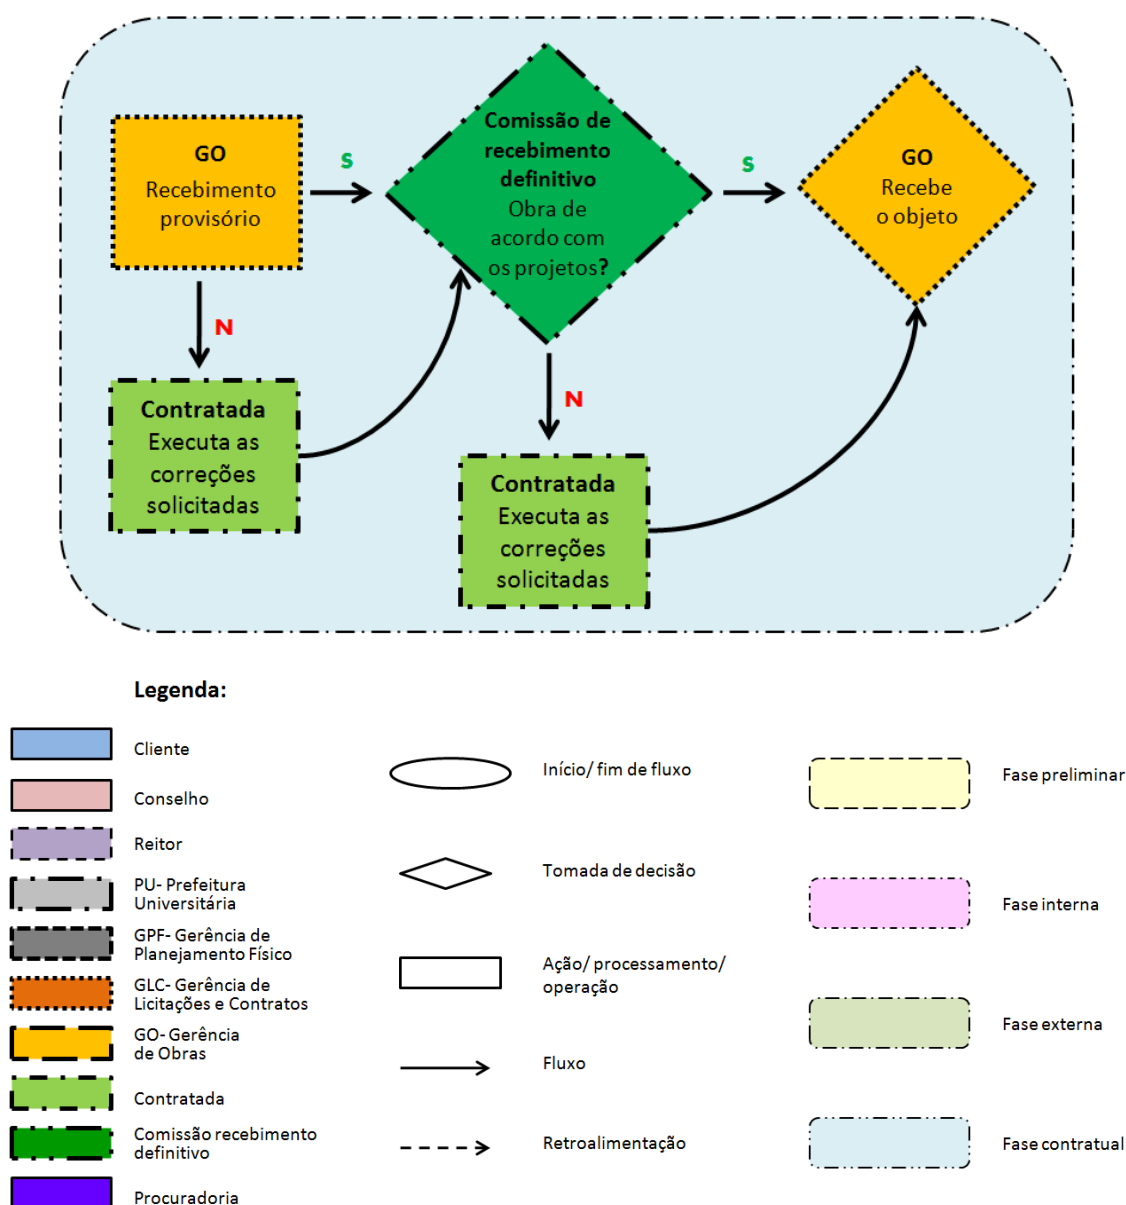 GO
Recebimento
provisório
S
Comissão de
recebimento
definitivo
Obra de
acordo com
os projetos?
S
GO
Recebe
o objeto
N
Contratada
Executa as
correções
solicitadas
N
Contratada
Executa as
correções
solicitadas
Legenda:
Cliente
Conselho
Reitor
PU- Prefeitura
Universitária
GPF- Gerência de
Planejamento Físico
GLC- Gerência de
Licitações e Contratos
GO- Gerência
de Obras
Contratada
Comissão recebimento
definitivo
Procuradoria
Início/ fim de fluxo
Tomada de decisão
Ação/ processamento/
operação
Fluxo
Retroalimentação
Fase preliminar
Fase interna
Fase externa
Fase contratual